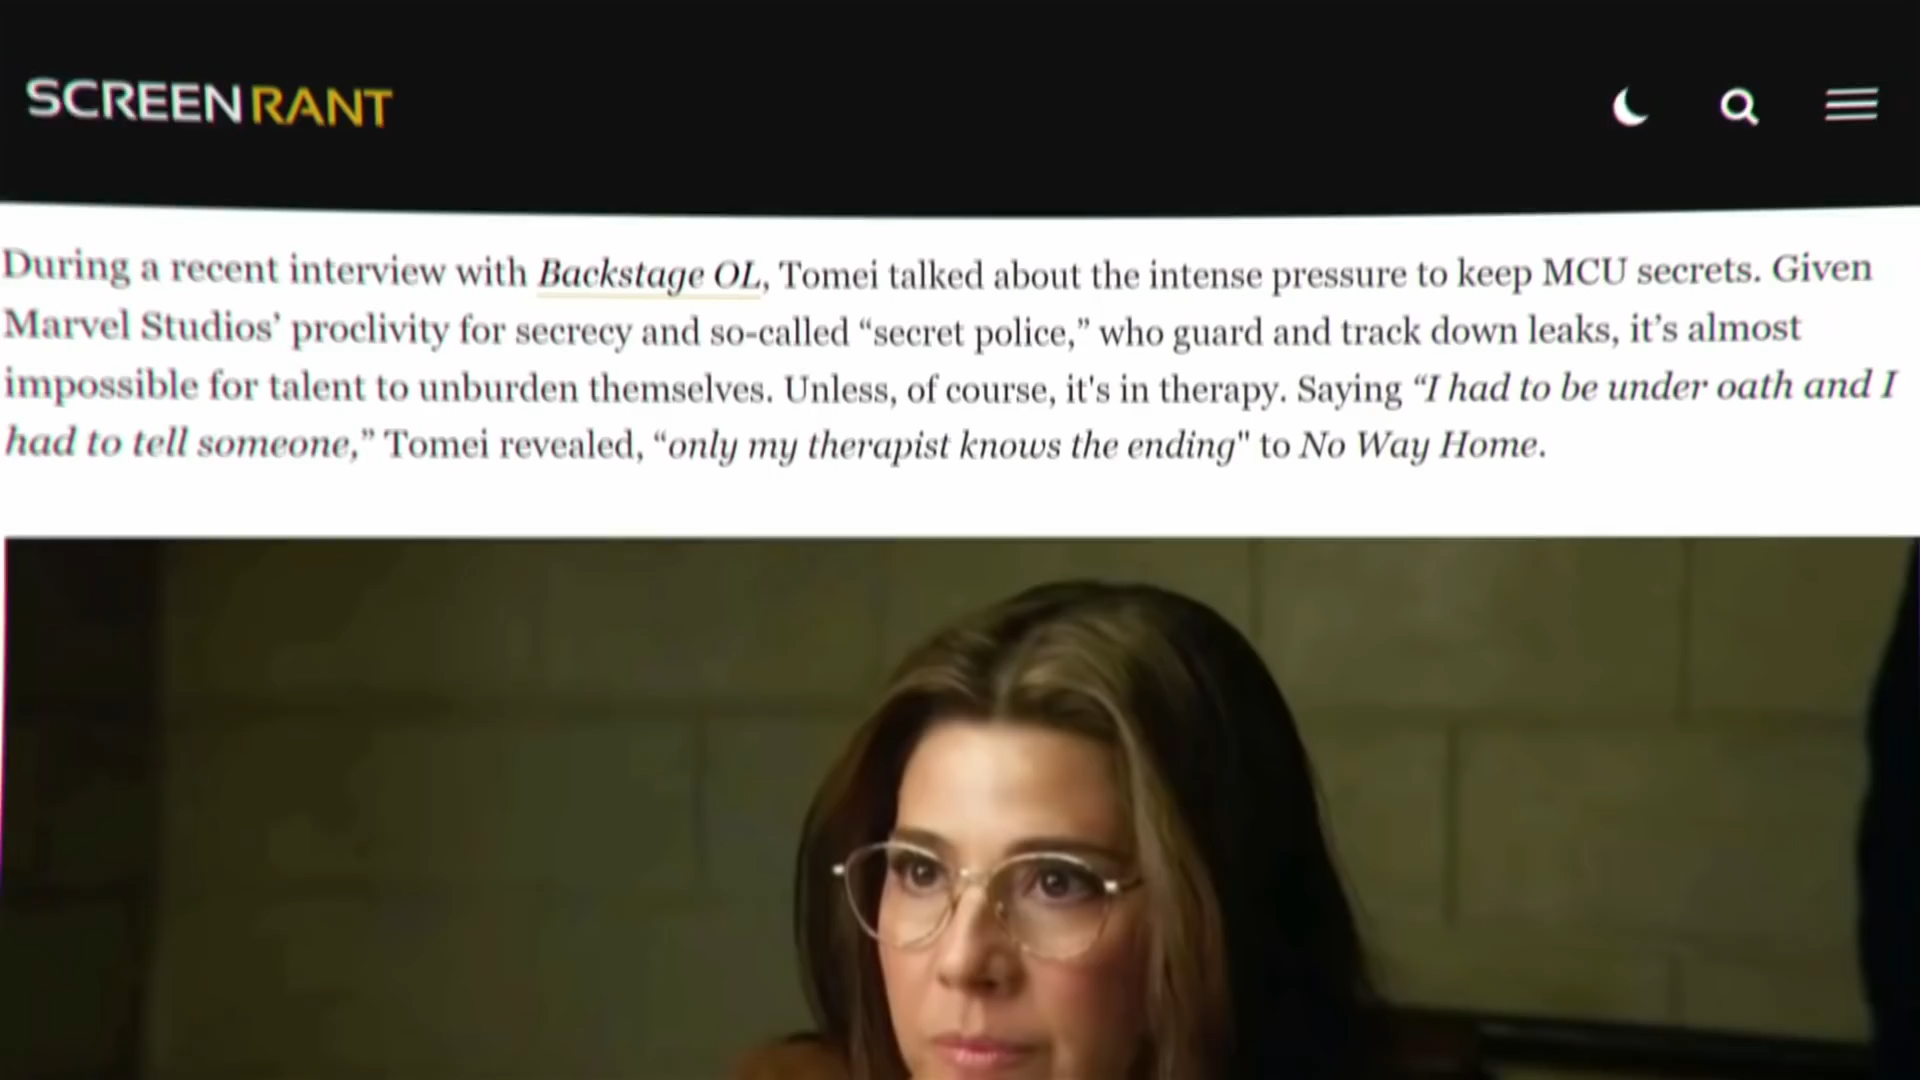 SCREENRANT
During a recent interview with Backstage OL, Tomei talked about the intense pressure to keep MCU secrets. Given
Marvel Studios’ proclivity for secrecy and so-called “secret police,” who guard and track down leaks, it’s almost
impossible for talent to unburden themselves. Unless, of course, it's in therapy. Saying “I had to be under oath and I
had to tell someone,” Tomei revealed, “only my therapist knows the ending" to No Way Home.